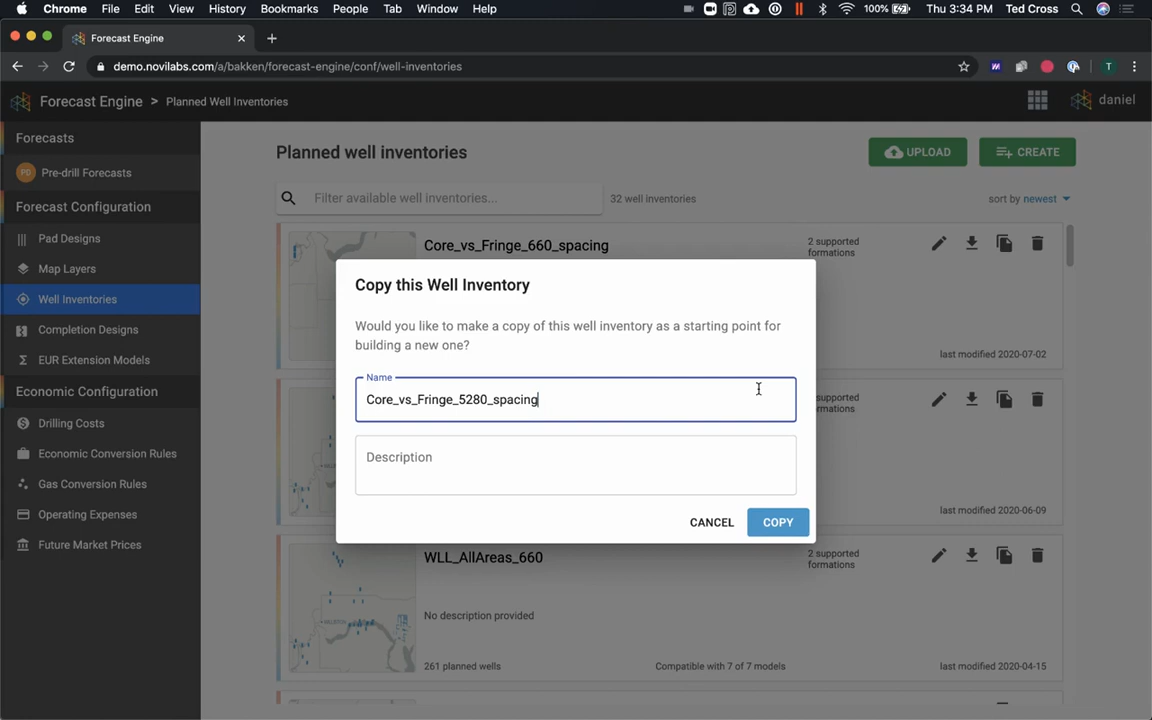 Chrome File Edit View History Bookmarks People Tab Window Help 100% Thu 3:34 PM Ted Cross
Forecast Engine
demo.novilabs.com/a/bakken/forecast-engine/conf/well-inventories T
Forecast Engine > Planned Well Inventories daniel
Forecasts
PD Pre-drill Forecasts
Forecast Configuration
Pad Designs
Map Layers
Well Inventories
Completion Designs
EUR Extension Models
Economic Configuration
Drilling Costs
Economic Conversion Rules
Gas Conversion Rules
Operating Expenses
Future Market Prices
Planned well inventories
UPLOAD
CREATE
Filter available well inventories...
32 well inventories
sort by newest
Core_vs_Fringe_660_spacing
2 supported
formations
last modified 2020-07-02
Copy this Well Inventory
Would you like to make a copy of this well inventory as a starting point for
building a new one?
Name
Core_vs_Fringe_5280_spacing
Description
CANCEL
COPY
supported
formations
last modified 2020-06-09
WLL_AllAreas_660
2 supported
formations
No description provided
261 planned wells
Compatible with 7 of 7 models
last modified 2020-04-15